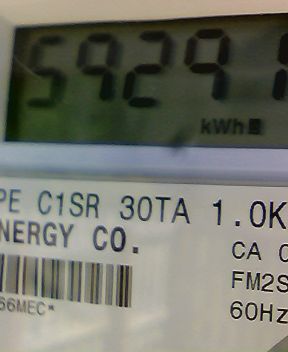 5929
kWh
PE C1SR 30TA 1.0K
NERGY CO.
CA
FM2S
66MEC*
60Hz